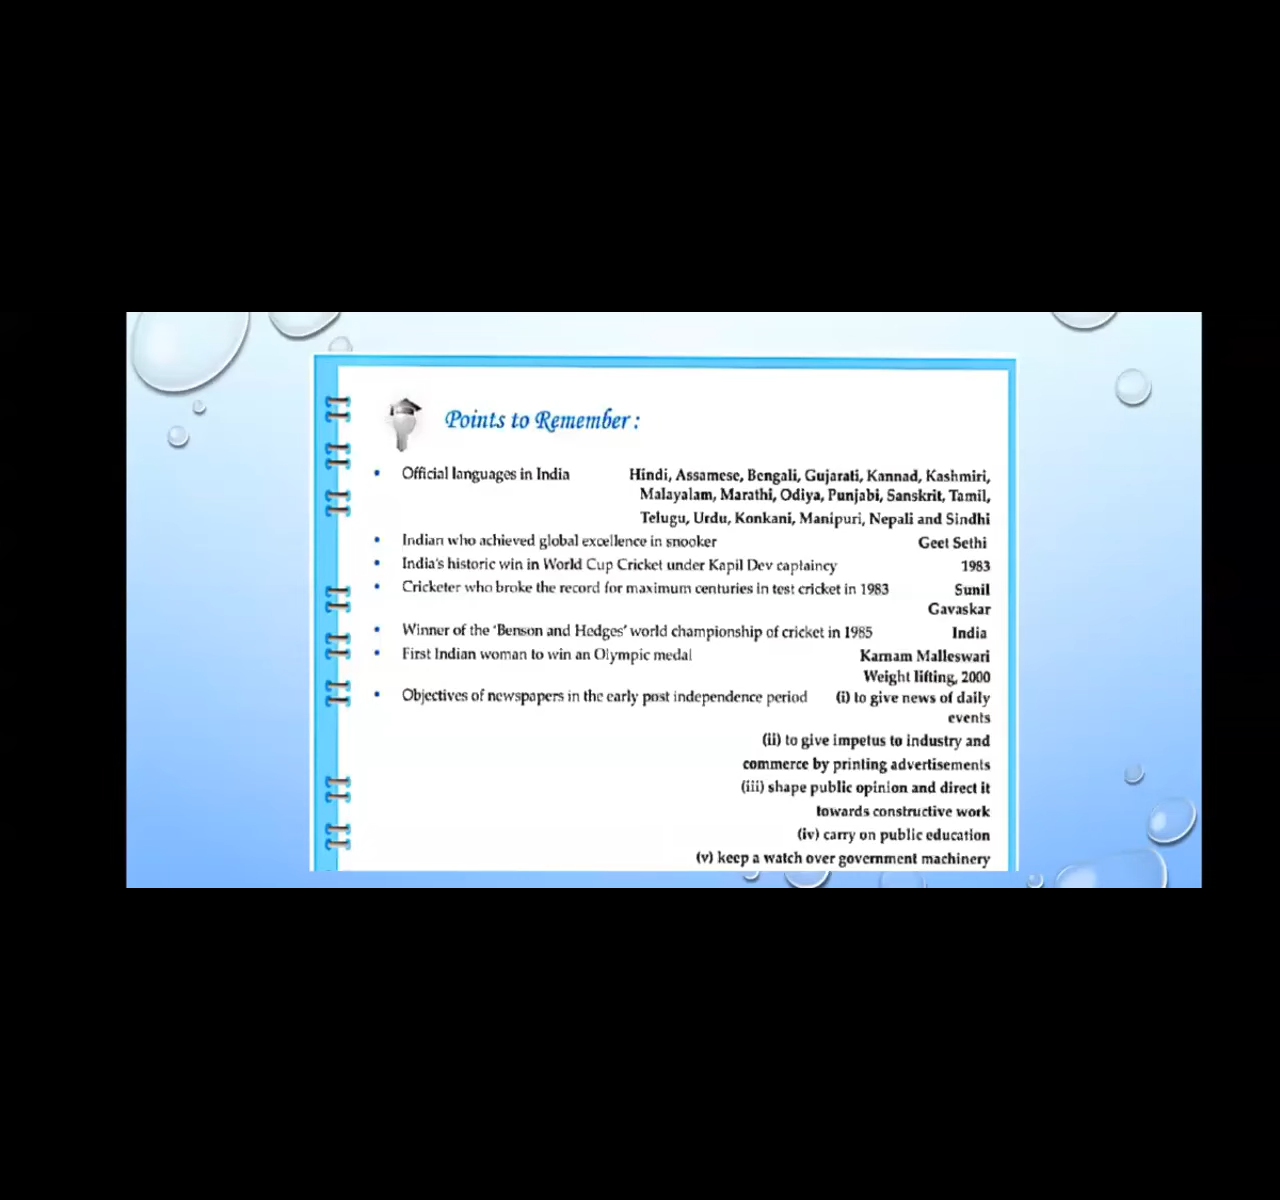 Points to Remember :
• Official languages in India Hindi, Assamese, Bengali, Gujarati, Kannad, Kashmiri,
Malayalam, Marathi, Odiya, Punjabi, Sanskrit, Tamil,
Telugu, Urdu, Konkani, Manipuri, Nepali and Sindhi
• Indian who achieved global excellence in snooker Geet Sethi
• India's historic win in World Cup Cricket under Kapil Dev captaincy 1983
• Cricketer who broke the record for maximum centuries in test cricket in 1983 Sunil
Gavaskar
• Winner of the 'Benson and Hedges' world championship of cricket in 1985 India
• First Indian woman to win an Olympic medal Karnam Malleswari
Weight lifting, 2000
• Objectives of newspapers in the early post independence period (i) to give news of daily
events
(ii) to give impetus to industry and
commerce by printing advertisements
(iii) shape public opinion and direct it
towards constructive work
(iv) carry on public education
(v) keep a watch over government machinery